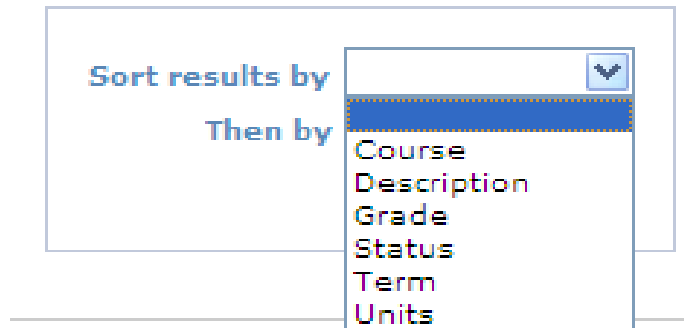 Sort results by
Then by
Course
Description
Grade
Status
Term
Units